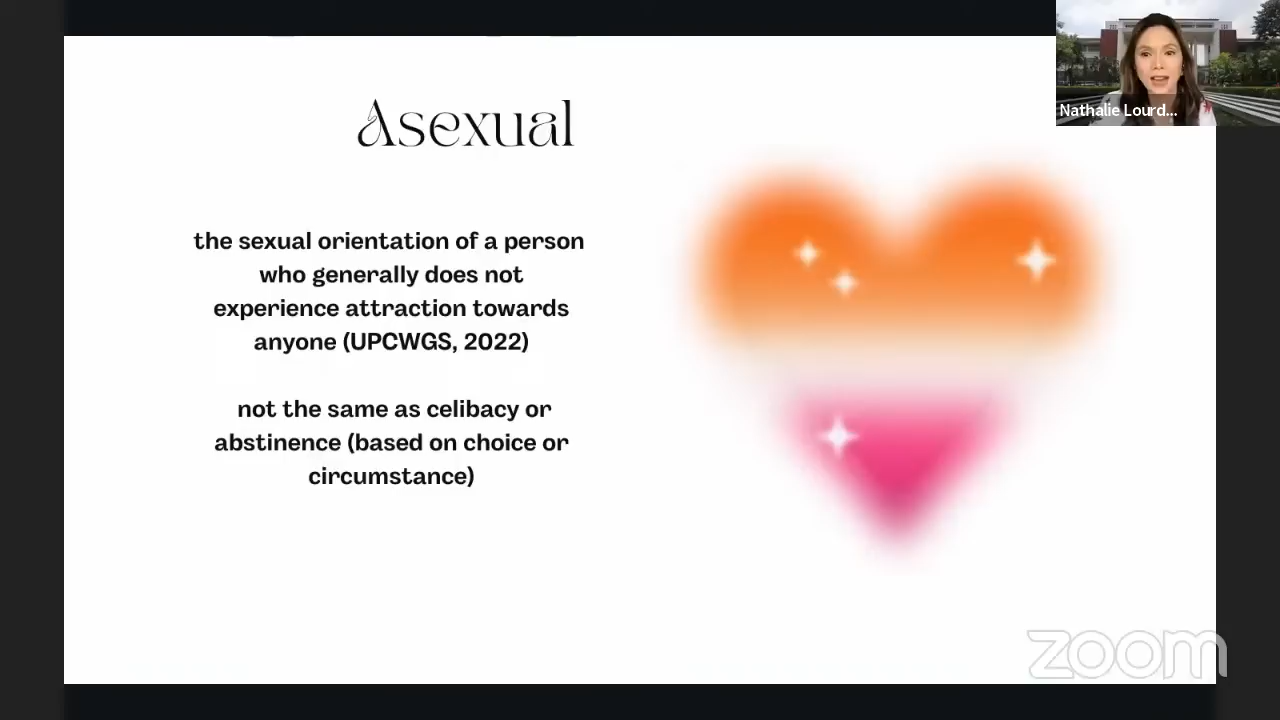 Asexual
the sexual orientation of a person
who generally does not
experience attraction towards
anyone (UPCWGS, 2022)
not the same as celibacy or
abstinence (based on choice or
circumstance)
Nathalie Lourd...
zoom